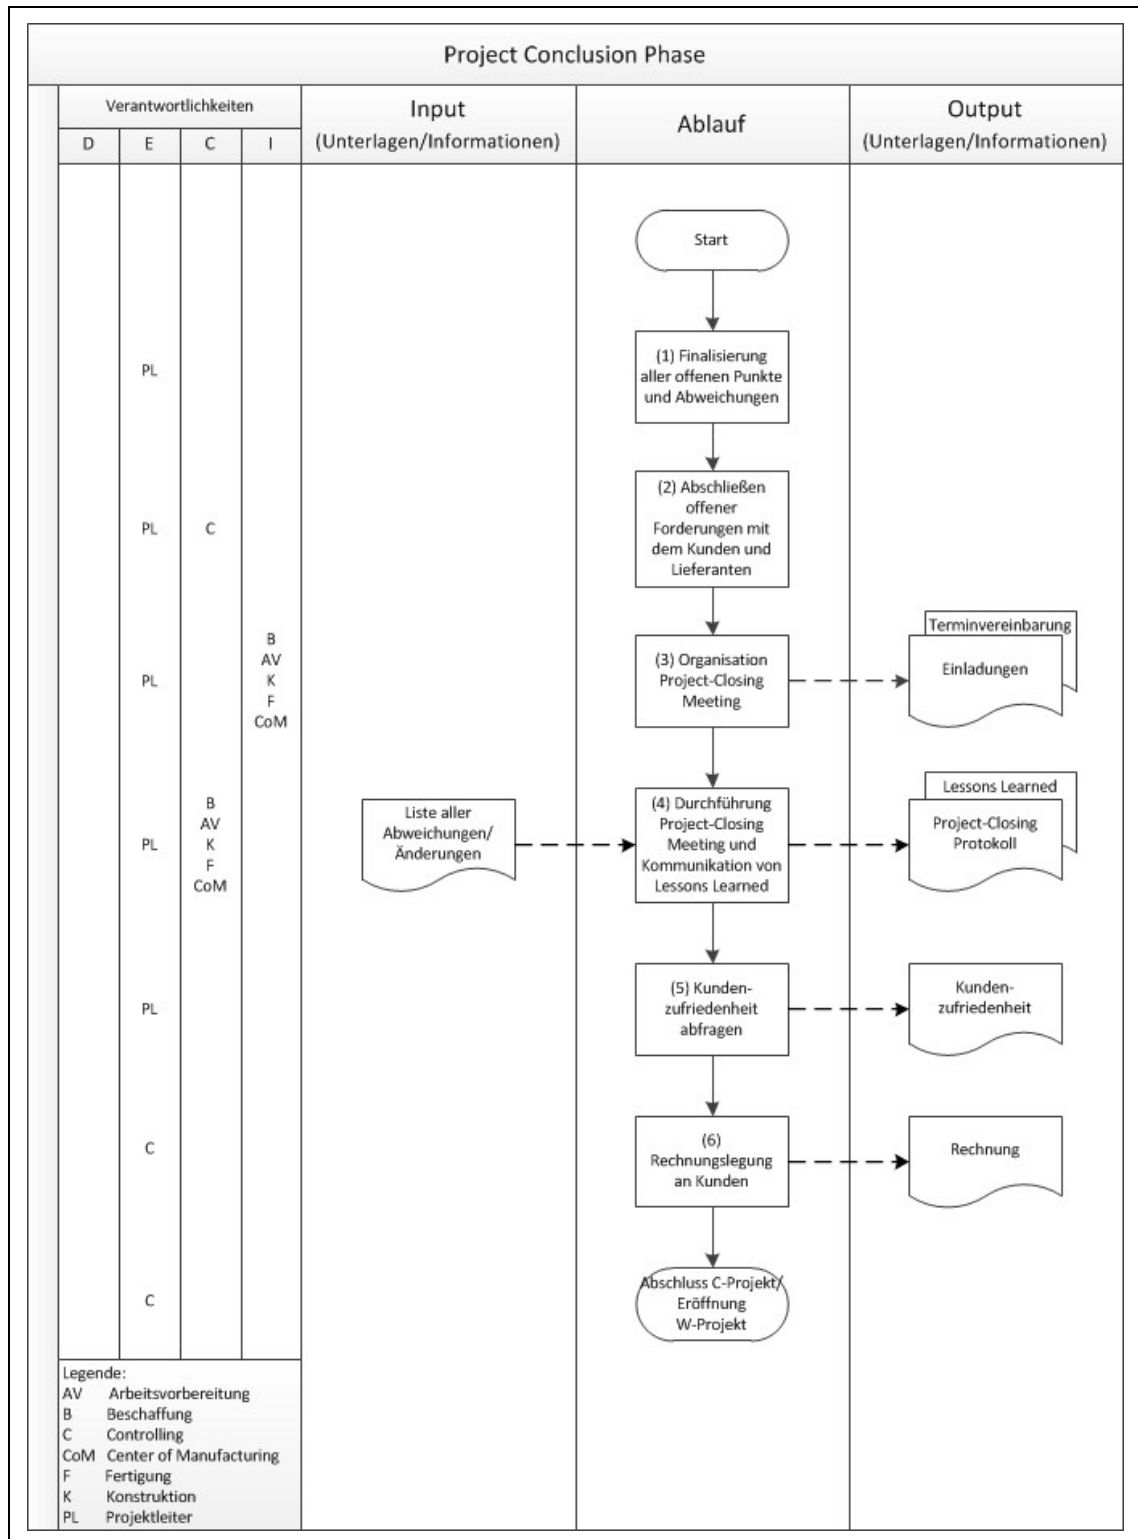 Project Conclusion Phase
Verantwortlichkeiten
D E C I
Input
(Unterlagen/Informationen)
Ablauf
Output
(Unterlagen/Informationen)
Start
PL
(1) Finalisierung
aller offenen Punkte
und Abweichungen
PL C
(2) Abschließen
offener
Forderungen mit
dem Kunden und
Lieferanten
PL
B
AV
K
F
CoM
(3) Organisation
Project-Closing
Meeting
Terminvereinbarung
Einladungen
PL
B
AV
K
F
CoM
Liste aller
Abweichungen/
Änderungen
(4) Durchführung
Project-Closing
Meeting und
Kommunikation von
Lessons Learned
Lessons Learned
Project-Closing
Protokoll
PL
(5) Kunden-
zufriedenheit
abfragen
Kunden-
zufriedenheit
C
(6)
Rechnungslegung
an Kunden
Rechnung
C
Abschluss C-Projekt/
Eröffnung
W-Projekt
Legende:
AV Arbeitsvorbereitung
B Beschaffung
C Controlling
CoM Center of Manufacturing
F Fertigung
K Konstruktion
PL Projektleiter